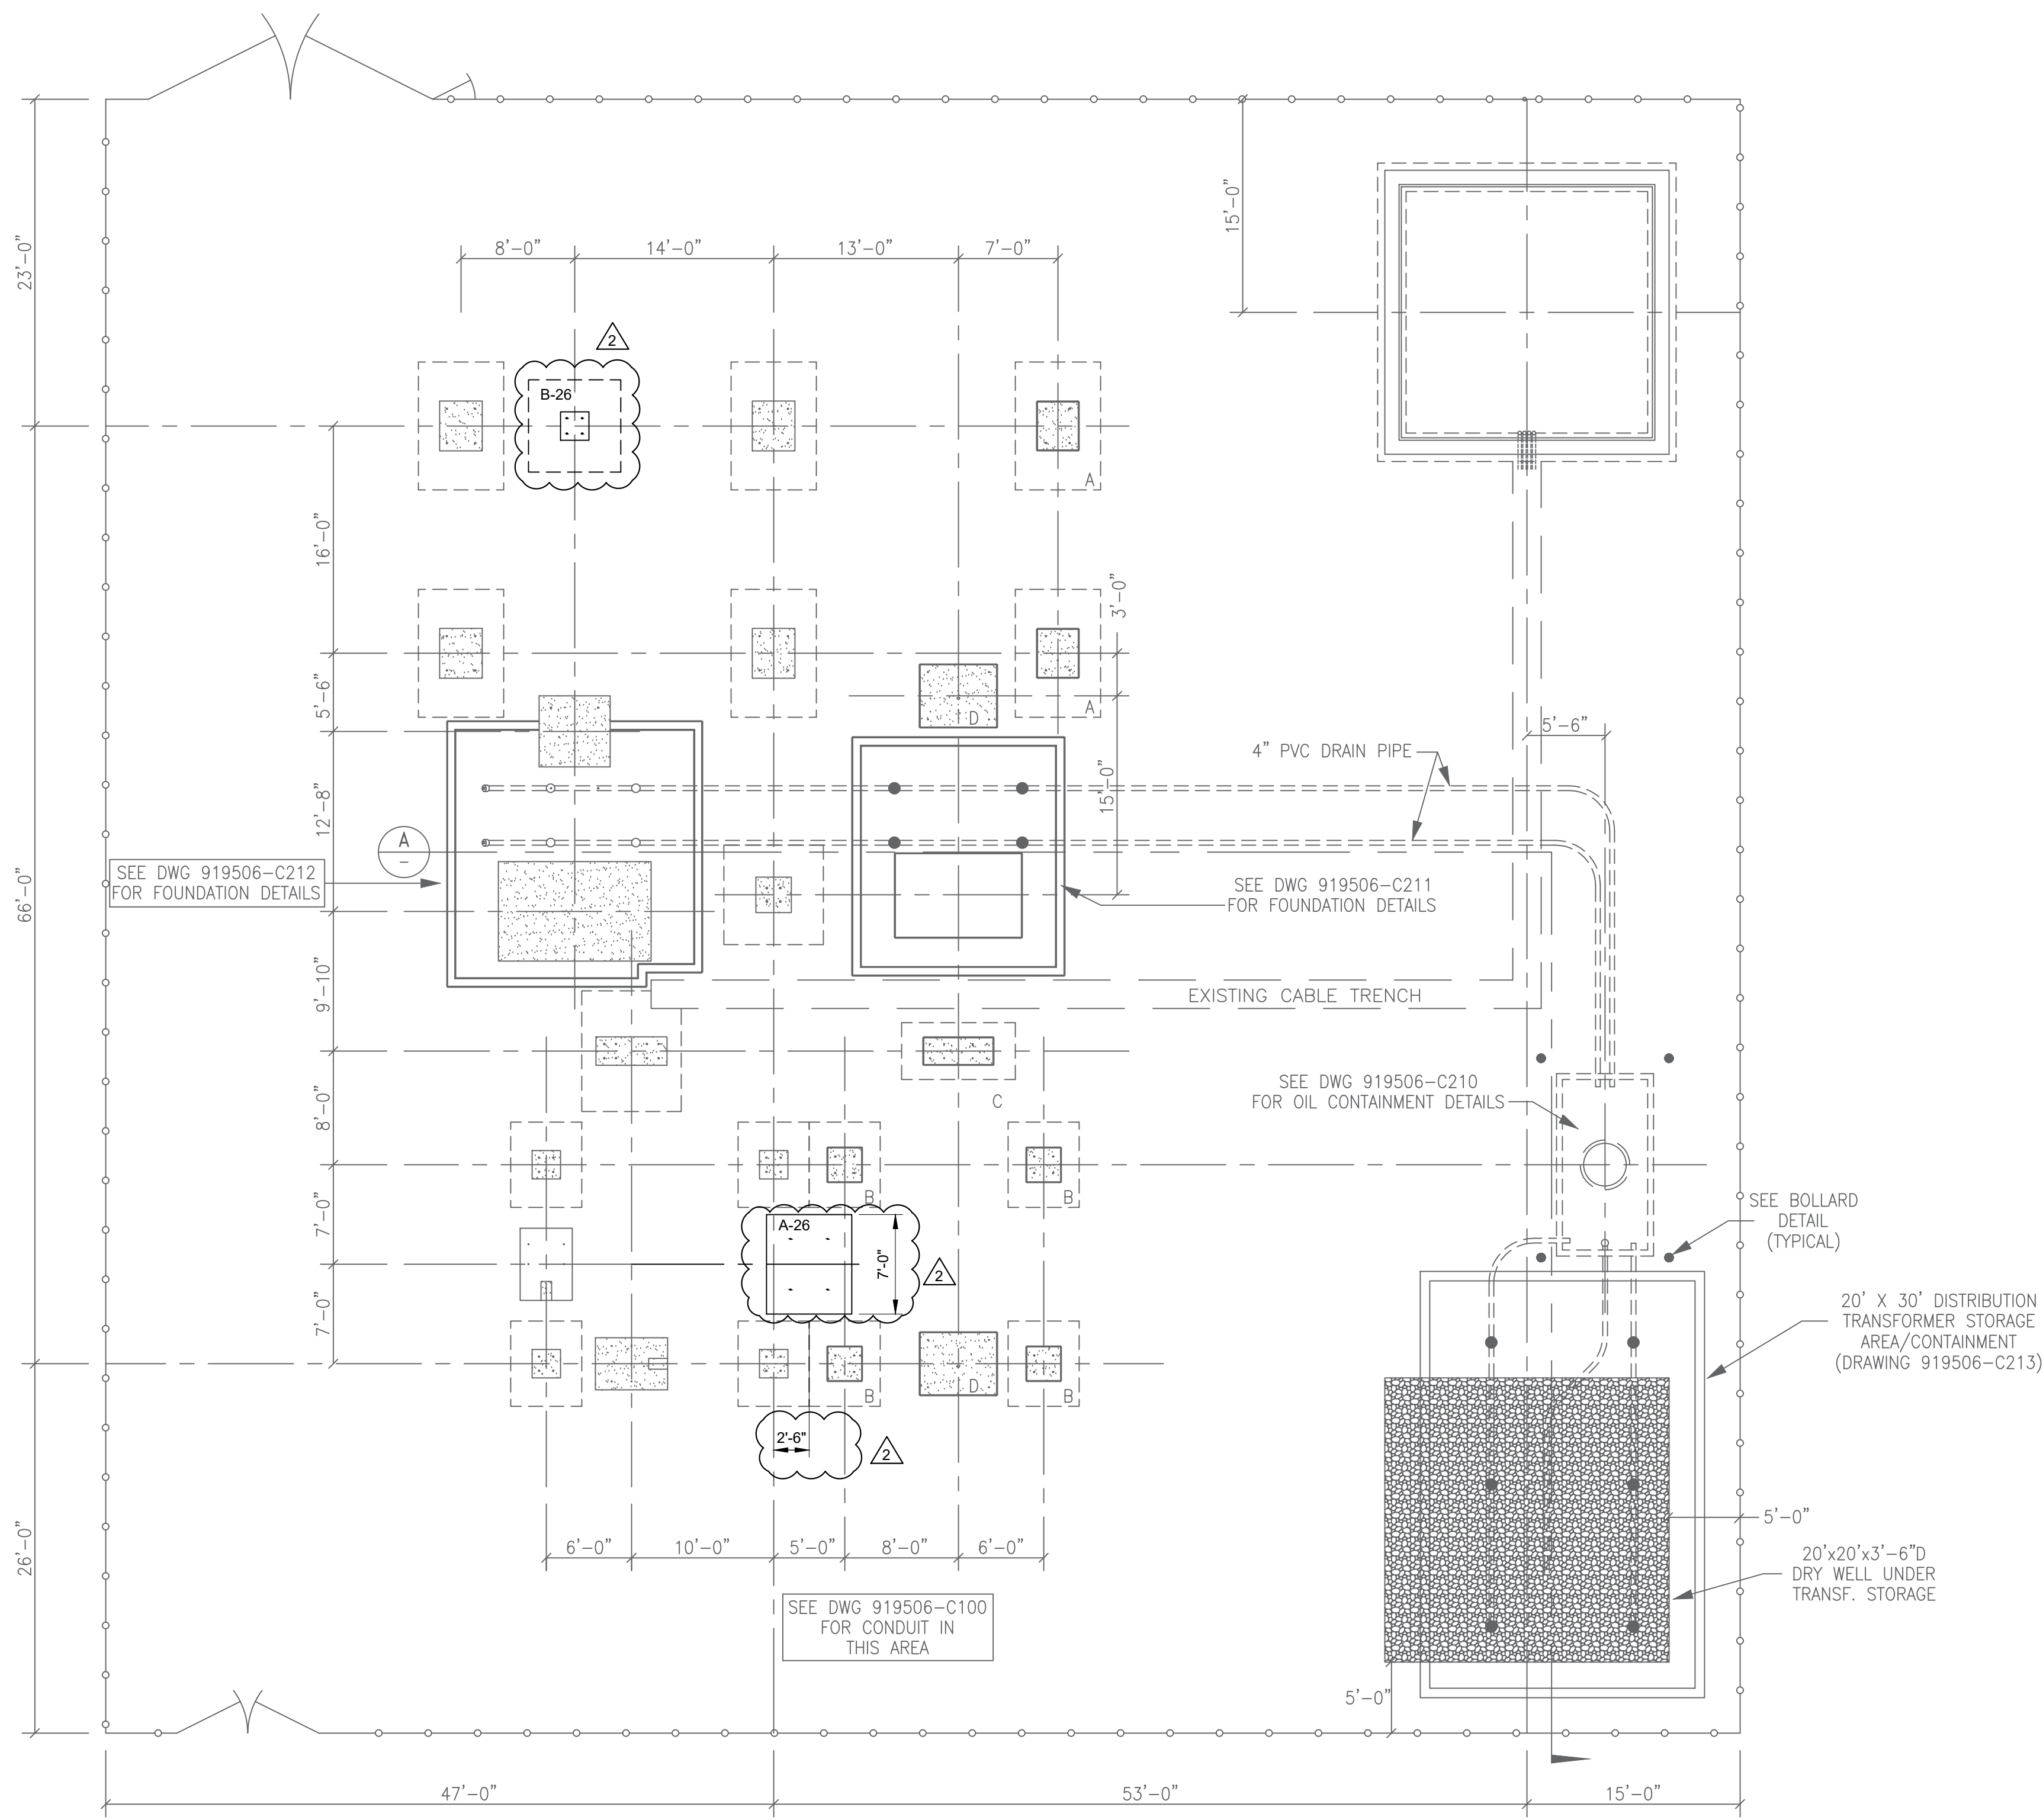 15'-0"
23'-0"
8'-0"
14'-0"
13'-0"
7'-0"
2
B-26
A
16'-0"
3'-0"
5'-6"
A
D
5'-6"
4" PVC DRAIN PIPE
15'-0"
12'-8"
A
-
SEE DWG 919506-C212
FOR FOUNDATION DETAILS
SEE DWG 919506-C211
FOR FOUNDATION DETAILS
66'-0"
9'-10"
EXISTING CABLE TRENCH
SEE DWG 919506-C210
FOR OIL CONTAINMENT DETAILS
C
8'-0"
B
B
SEE BOLLARD
DETAIL
(TYPICAL)
7'-0"
A-26
7'-0"
2
7'-0"
20' X 30' DISTRIBUTION
TRANSFORMER STORAGE
AREA/CONTAINMENT
(DRAWING 919506-C213)
B
D
B
2'-6"
2
5'-0"
26'-0"
6'-0"
10'-0"
5'-0"
8'-0"
6'-0"
20'x20'x3'-6"D
DRY WELL UNDER
TRANSF. STORAGE
SEE DWG 919506-C100
FOR CONDUIT IN
THIS AREA
5'-0"
47'-0"
53'-0"
15'-0"